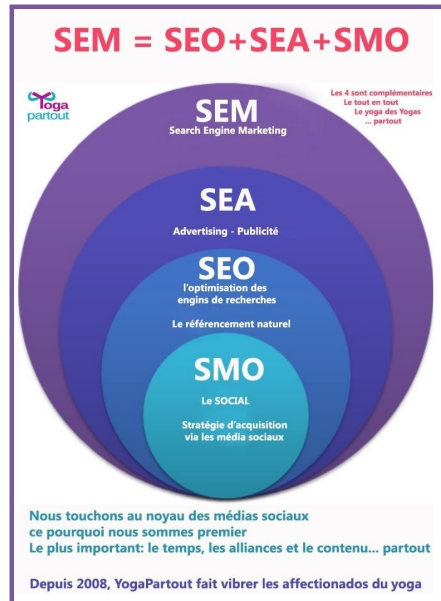 SEM = SEO+SEA+SMO
Yoga
partout
Les 4 sont complémentaires
Le tout en tout
Le yoga des Yogas
... partout
SEM
Search Engine Marketing
SEA
Advertising - Publicité
SEO
l'optimisation des
engins de recherches
Le référencement naturel
SMO
Le SOCIAL
Stratégie d'acquisition
via les média sociaux
Nous touchons au noyau des médias sociaux
ce pourquoi nous sommes premier
Le plus important: le temps, les alliances et le contenu... partout
Depuis 2008, YogaPartout fait vibrer les affectionados du yoga